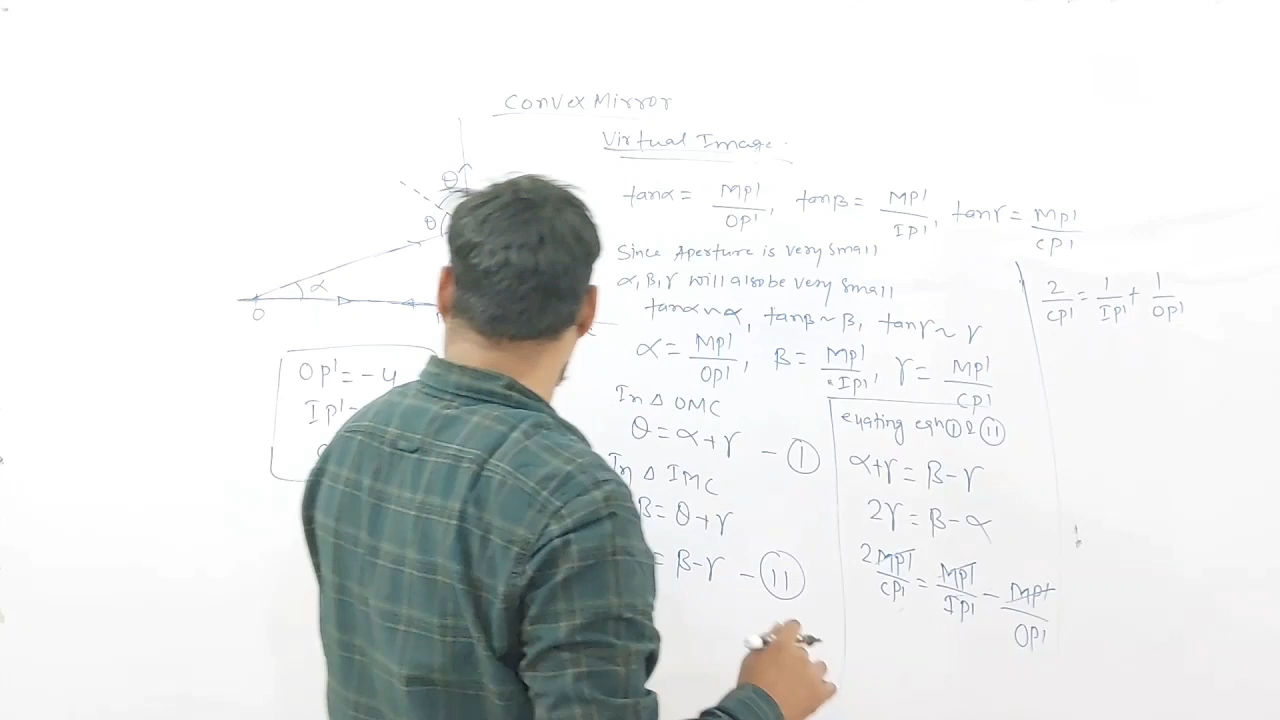 Convex Mirror
Virtual Image.
θ
θ
α
O
OP' = -u
IP' =
tanα = MP'/OP', tanβ = MP'/IP', tanγ = MP'/CP'
Since Aperture is very small
α, β, γ will also be very small
tanα ~ α, tanβ ~ β, tanγ ~ γ
α = MP'/OP', β = MP'/IP', γ = MP'/CP'
In Δ OMC
θ = α+γ - (I)
In Δ IMC
β = θ+γ
= β-γ - (II)
equating eqn (I) & (II)
α+γ = β-γ
2γ = β-α
2MP'/CP' = MP'/IP' - MP'/OP'
2/CP' = 1/IP' + 1/OP'